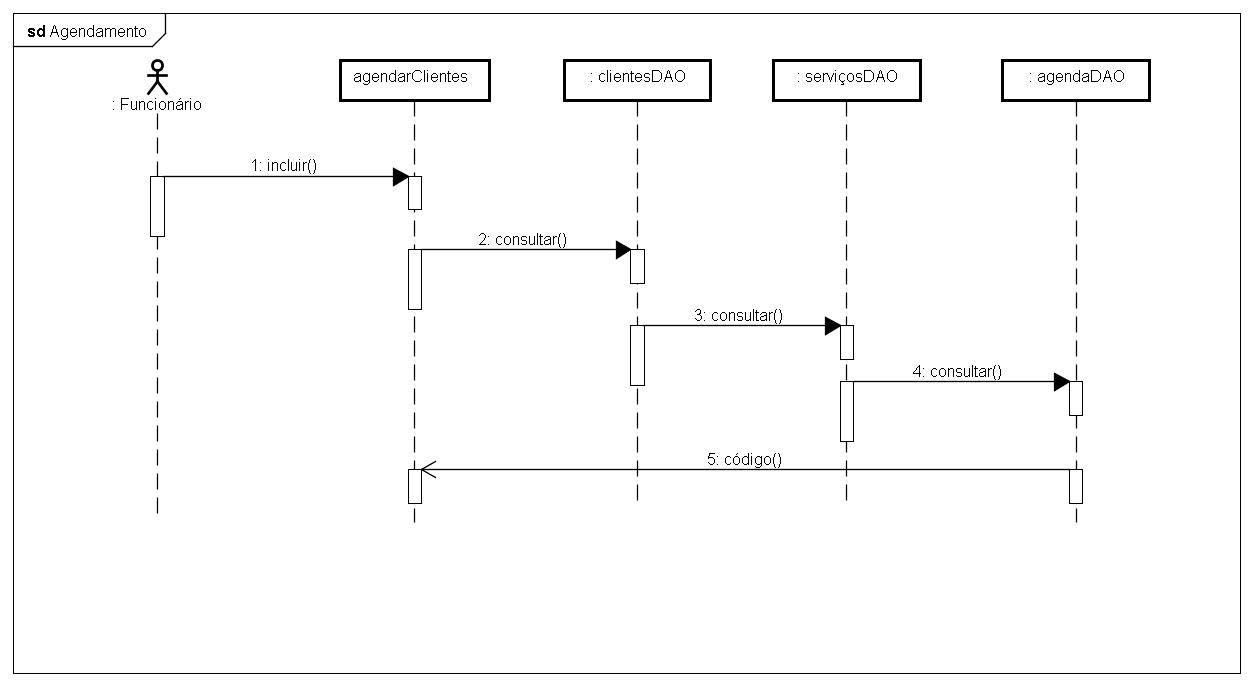 sd Agendamento
: Funcionário
agendarClientes
: clientesDAO
: serviçosDAO
: agendaDAO
1: incluir()
2: consultar()
3: consultar()
4: consultar()
5: código()